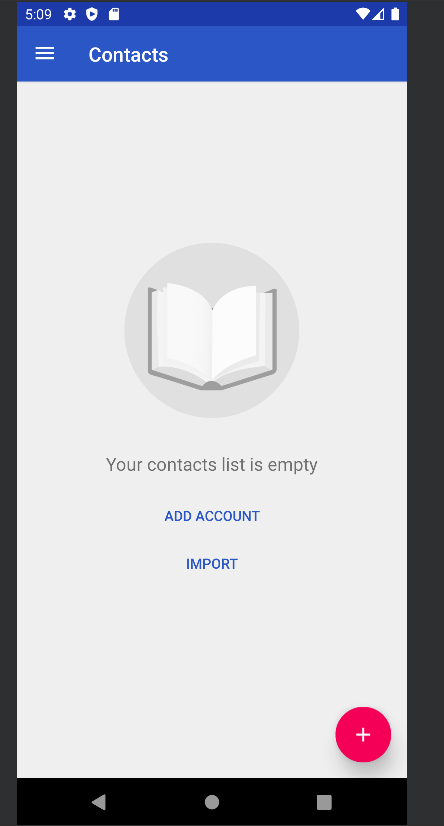 5:09
Contacts
Your contacts list is empty
ADD ACCOUNT
IMPORT